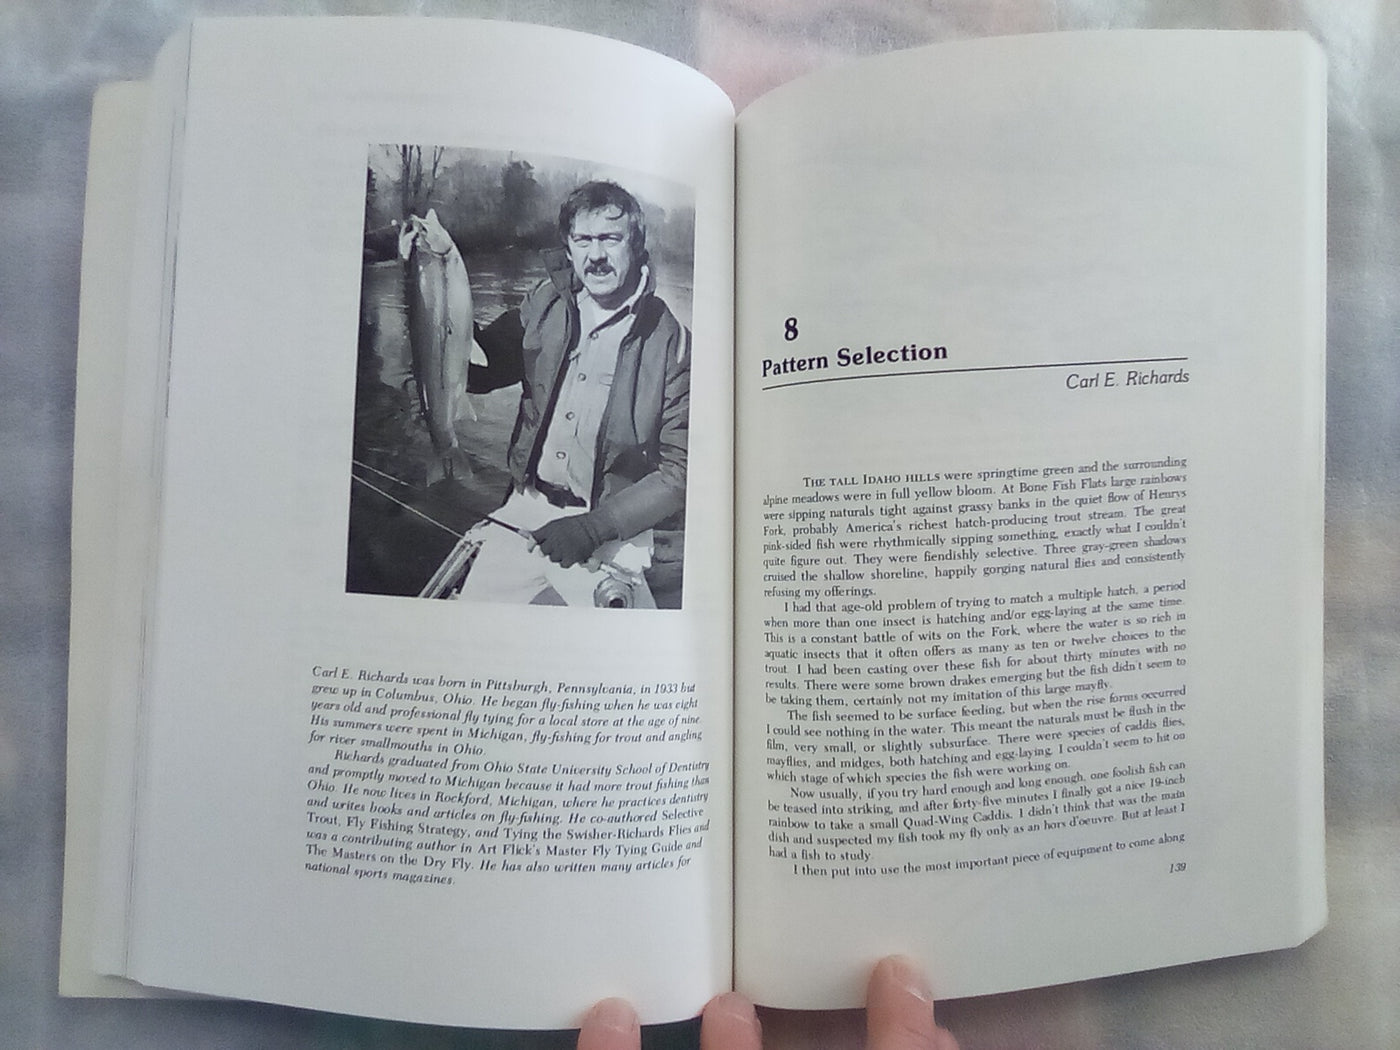 Carl E. Richards was born in Pittsburgh, Pennsylvania, in 1933 but
grew up in Columbus, Ohio. He began fly-fishing when he was eight
years old and professional fly tying for a local store at the age of nine.
His summers were spent in Michigan, fly-fishing for trout and angling
for river smallmouths in Ohio.
Richards graduated from Ohio State University School of Dentistry
and promptly moved to Michigan because it had more trout fishing than
Ohio. He now lives in Rockford, Michigan, where he practices dentistry
and writes books and articles on fly-fishing. He co-authored Selective
Trout, Fly Fishing Strategy, and Tying the Swisher-Richards Flies and
was a contributing author in Art Flick's Master Fly Tying Guide and
The Masters on the Dry Fly. He has also written many articles for
national sports magazines.
8
Pattern Selection
Carl E. Richards
THE TALL IDAHO HILLS were springtime green and the surrounding
alpine meadows were in full yellow bloom. At Bone Fish Flats large rainbows
were sipping naturals tight against grassy banks in the quiet flow of Henrys
Fork, probably America's richest hatch-producing trout stream. The great
pink-sided fish were rhythmically sipping something, exactly what I couldn't
quite figure out. They were fiendishly selective. Three gray-green shadows
cruised the shallow shoreline, happily gorging natural flies and consistently
refusing my offerings.
I had that age-old problem of trying to match a multiple hatch, a period
when more than one insect is hatching and/or egg-laying at the same time.
This is a constant battle of wits on the Fork, where the water is so rich in
aquatic insects that it often offers as many as ten or twelve choices to the
trout. I had been casting over these fish for about thirty minutes with no
results. There were some brown drakes emerging but the fish didn't seem to
be taking them, certainly not my imitation of this large mayfly.
The fish seemed to be surface feeding, but when the rise forms occurred
I could see nothing in the water. This meant the naturals must be flush in the
film, very small, or slightly subsurface. There were species of caddis flies,
mayflies, and midges, both hatching and egg-laying. I couldn't seem to hit on
which stage of which species the fish were working on.
Now usually, if you try hard enough and long enough, one foolish fish can
be teased into striking, and after forty-five minutes I finally got a nice 19-inch
rainbow to take a small Quad-Wing Caddis. I didn't think that was the main
dish and suspected my fish took my fly only as an hors d'oeuvre. But at least I
had a fish to study.
I then put into use the most important piece of equipment to come along
139